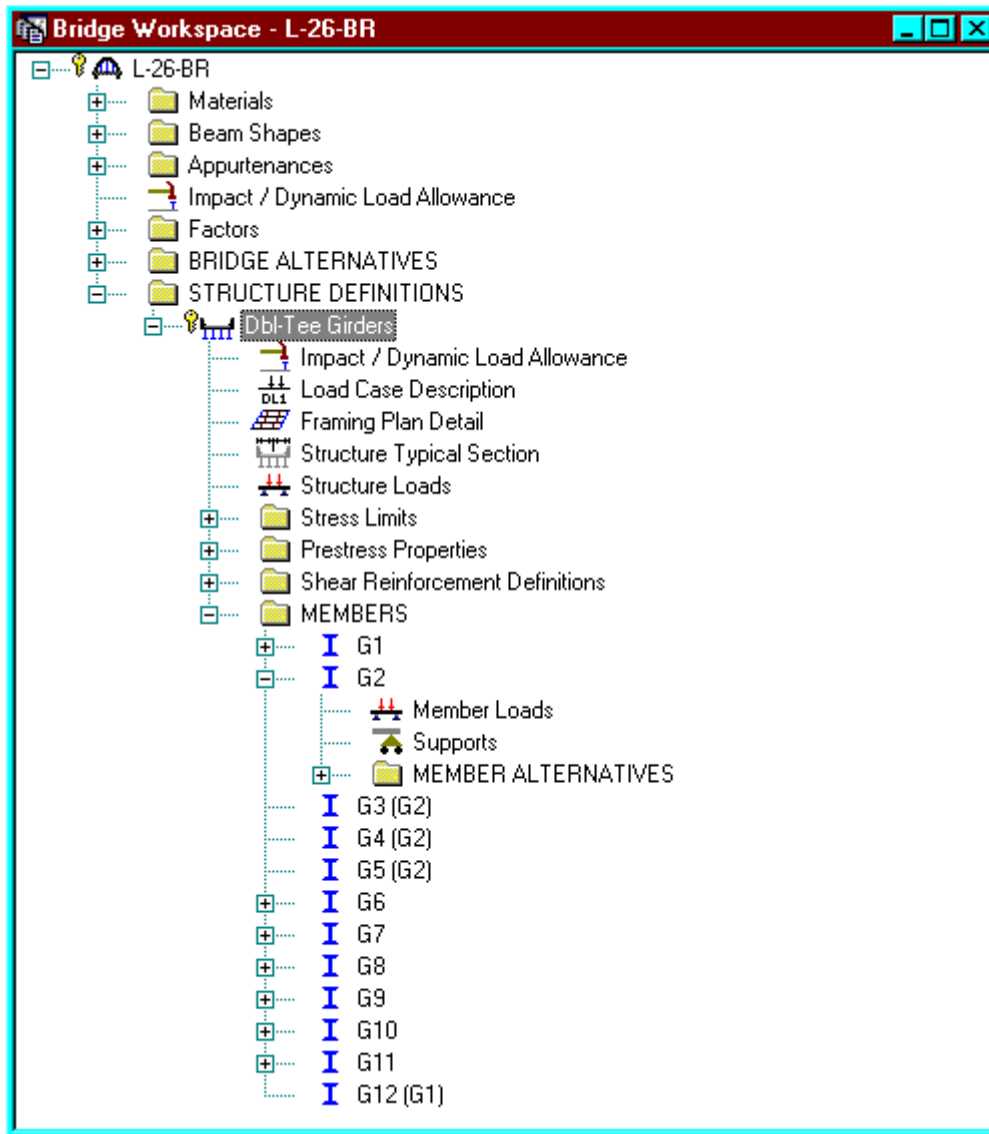 Bridge Workspace - L-26-BR
L-26-BR
Materials
Beam Shapes
Appurtenances
Impact / Dynamic Load Allowance
Factors
BRIDGE ALTERNATIVES
STRUCTURE DEFINITIONS
Dbl-Tee Girders
Impact / Dynamic Load Allowance
DL1 Load Case Description
Framing Plan Detail
Structure Typical Section
Structure Loads
Stress Limits
Prestress Properties
Shear Reinforcement Definitions
MEMBERS
G1
G2
Member Loads
Supports
MEMBER ALTERNATIVES
G3 (G2)
G4 (G2)
G5 (G2)
G6
G7
G8
G9
G10
G11
G12 (G1)